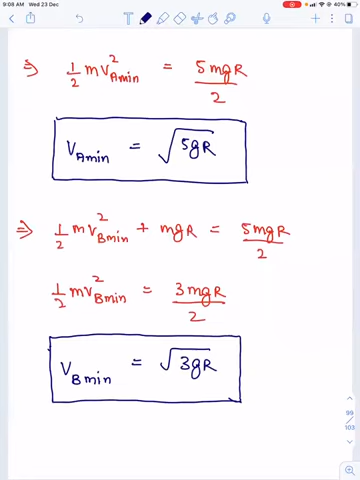 9:08 AM Wed 23 Dec
⇒ 1/2 mV²Amin = 5mgR/2
VAmin = √5gR
⇒ 1/2 mV²Bmin + mgR = 5mgR/2
1/2 mV²Bmin = 3mgR/2
VBmin = √3gR
99/103